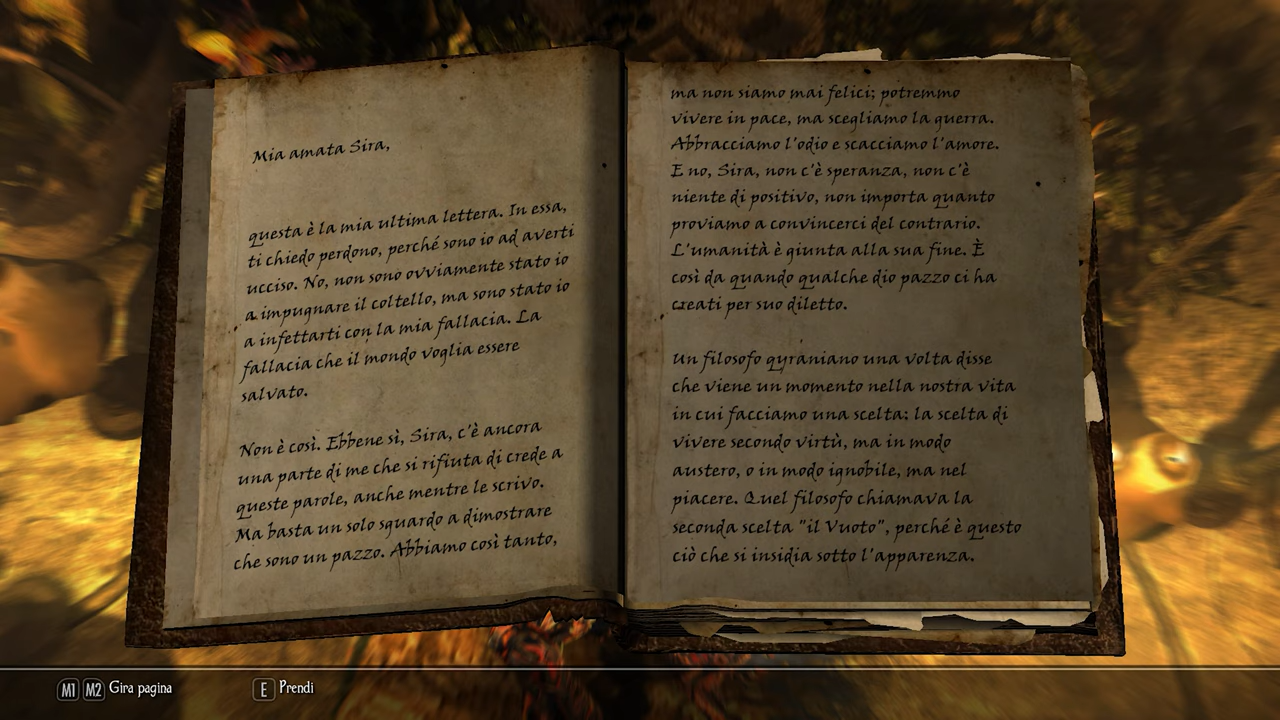 Mia amata Sira,
questa è la mia ultima lettera. In essa,
ti chiedo perdono, perché sono io ad averti
ucciso. No, non sono ovviamente stato io
a impugnare il coltello, ma sono stato io
a infettarti con la mia fallacia. La
fallacia che il mondo voglia essere
salvato.
Non è così. Ebbene sì, Sira, c'è ancora
una parte di me che si rifiuta di crede a
queste parole, anche mentre le scrivo.
Ma basta un solo sguardo a dimostrare
che sono un pazzo. Abbiamo così tanto,
ma non siamo mai felici; potremmo
vivere in pace, ma scegliamo la guerra.
Abbracciamo l'odio e scacciamo l'amore.
E no, Sira, non c'è speranza, non c'è
niente di positivo, non importa quanto
proviamo a convincerci del contrario.
L'umanità è giunta alla sua fine. È
così da quando qualche dio pazzo ci ha
creati per suo diletto.
Un filosofo qyraniano una volta disse
che viene un momento nella nostra vita
in cui facciamo una scelta: la scelta di
vivere secondo virtù, ma in modo
austero, o in modo ignobile, ma nel
piacere. Quel filosofo chiamava la
seconda scelta "il Vuoto", perché è questo
ciò che si insidia sotto l'apparenza.
M1 M2 Gira pagina E Prendi